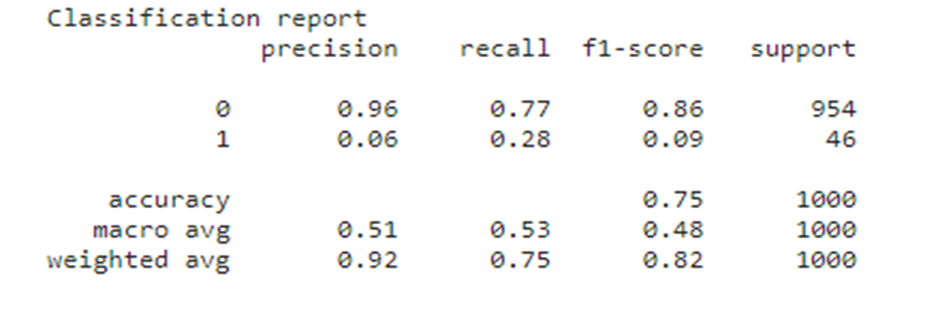 Classification report
precision recall f1-score support
0 0.96 0.77 0.86 954
1 0.06 0.28 0.09 46
accuracy 0.75 1000
macro avg 0.51 0.53 0.48 1000
weighted avg 0.92 0.75 0.82 1000